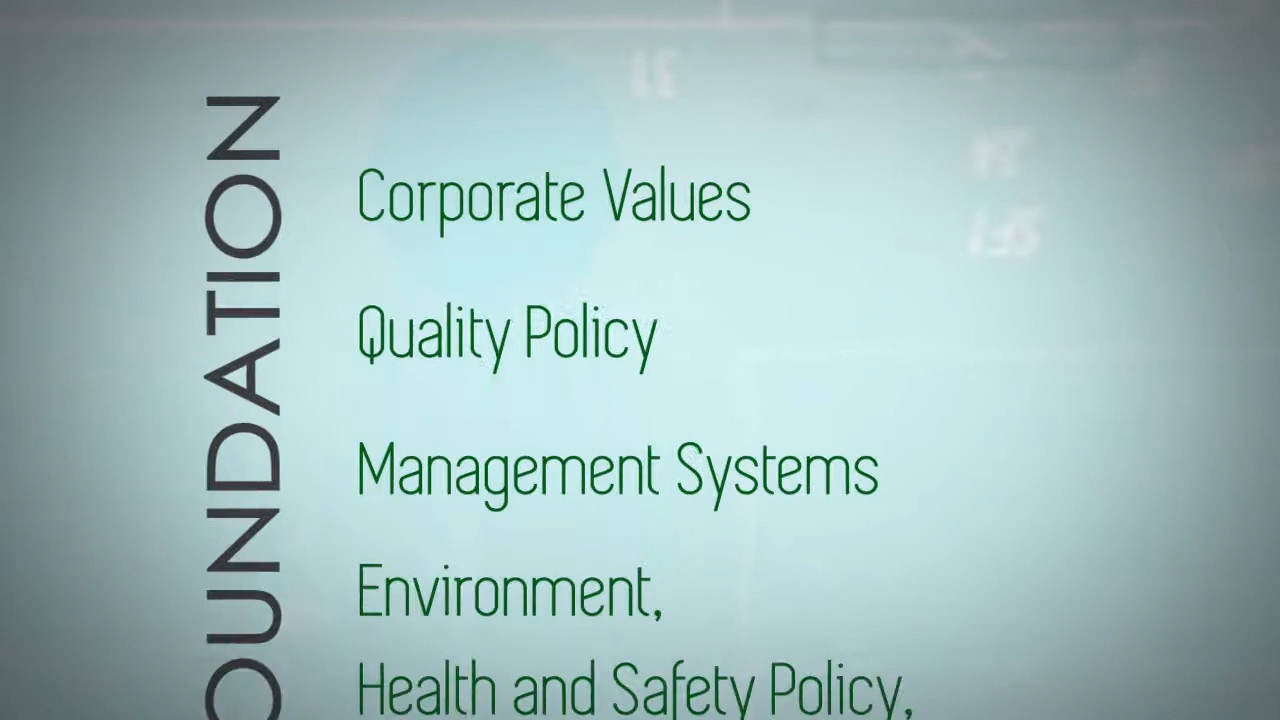 OUNDATION
Corporate Values
Quality Policy
Management Systems
Environment,
Health and Safety Policy,